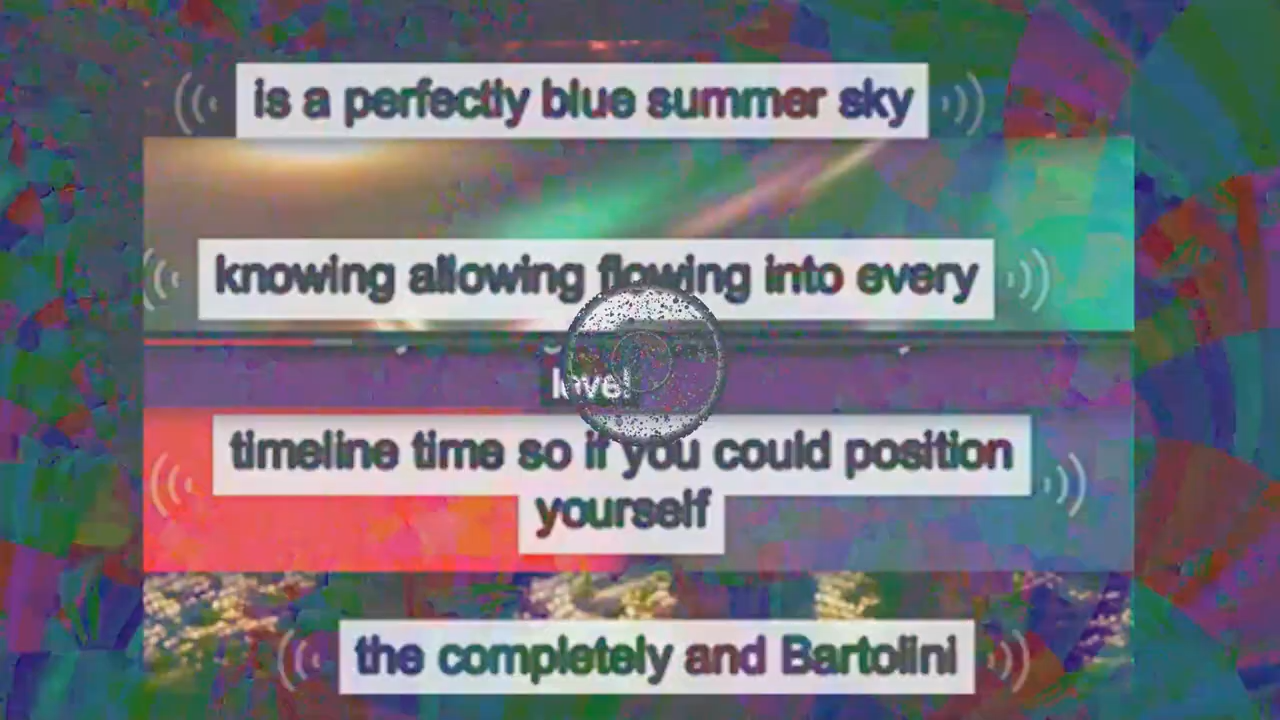 is a perfectly blue summer sky
knowing allowing flowing into every
love!
timeline time so if you could position
yourself
the completely and Bartolini